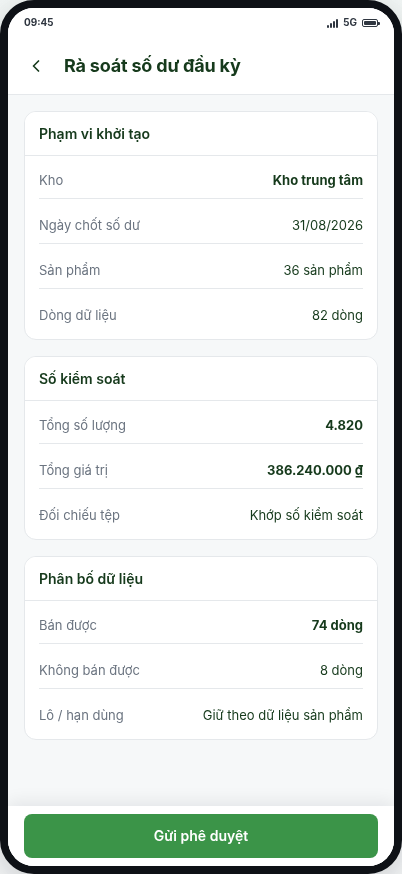 09:45 5G
Rà soát số dư đầu kỳ
Phạm vi khởi tạo
Kho Kho trung tâm
Ngày chốt số dư 31/08/2026
Sản phẩm 36 sản phẩm
Dòng dữ liệu 82 dòng
Số kiểm soát
Tổng số lượng 4.820
Tổng giá trị 386.240.000 ₫
Đối chiếu tệp Khớp số kiểm soát
Phân bố dữ liệu
Bán được 74 dòng
Không bán được 8 dòng
Lô / hạn dùng Giữ theo dữ liệu sản phẩm
Gửi phê duyệt